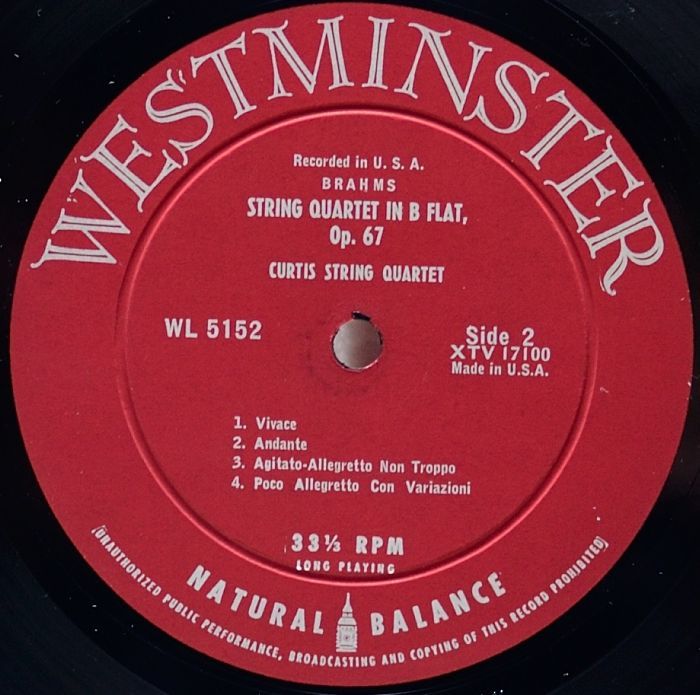 WESTMINSTER
Recorded in U. S. A.
BRAHMS
STRING QUARTET IN B FLAT,
Op. 67
CURTIS STRING QUARTET
WL 5152
Side 2
XTV 17100
Made in U.S.A.
1. Vivace
2. Andante
3. Agitato-Allegretto Non Troppo
4. Poco Allegretto Con Variazioni
33⅓ RPM
LONG PLAYING
NATURAL BALANCE
(UNAUTHORIZED PUBLIC PERFORMANCE, BROADCASTING AND COPYING OF THIS RECORD PROHIBITED)